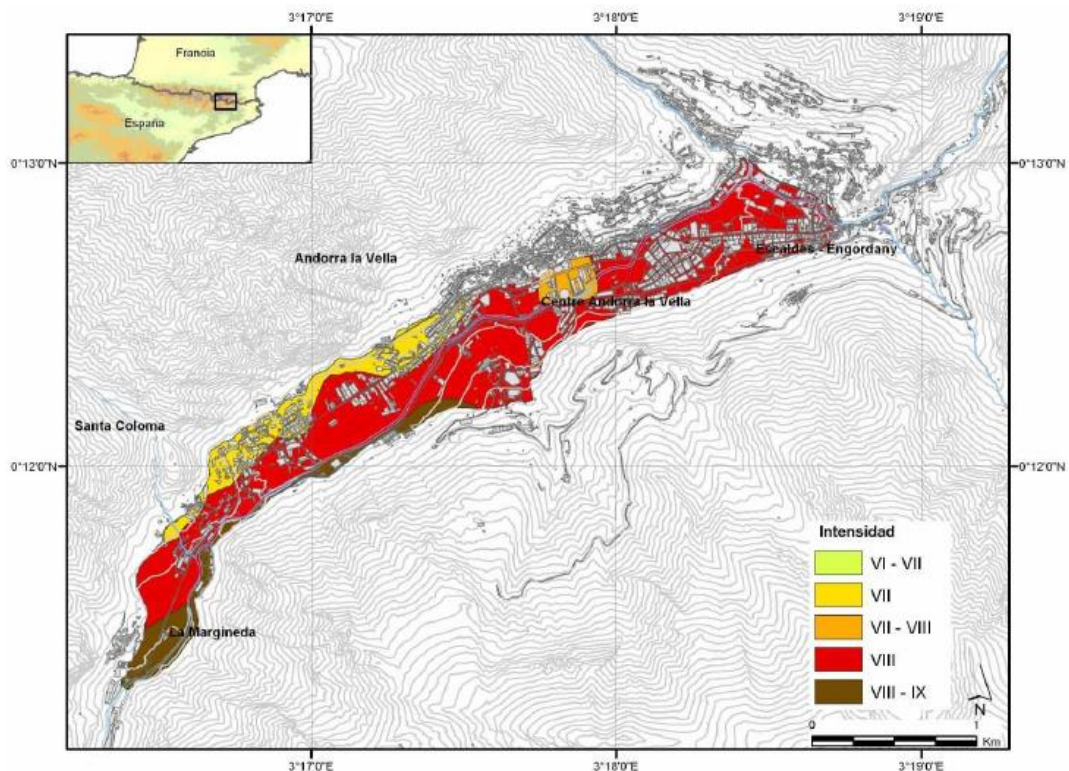 3°17'0"E
3°18'0"E
3°19'0"E
Francia
España
0°13'0"N
0°13'0"N
Andorra la Vella
Escaldes - Engordany
Centre Andorra la Vella
Santa Coloma
0°12'0"N
0°12'0"N
La Margineda
Intensidad
VI - VII
VII
VII - VIII
VIII
VIII - IX
N
0
1
Km
3°17'0"E
3°18'0"E
3°19'0"E